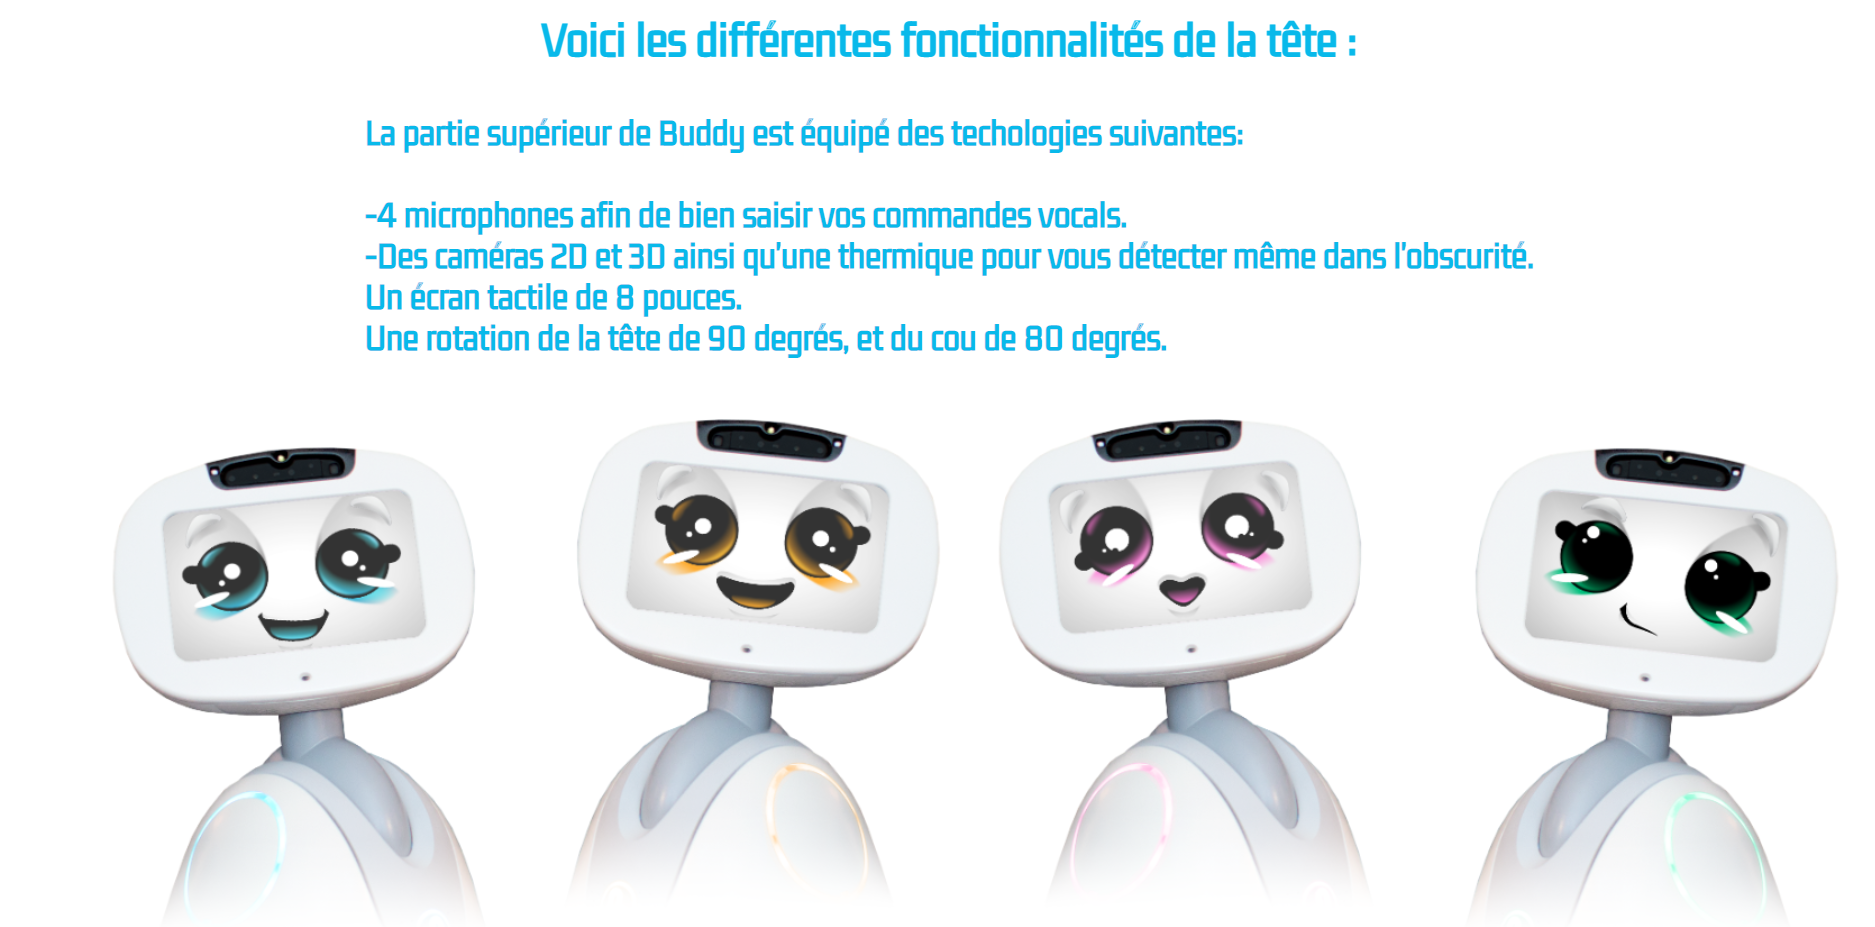 Voici les différentes fonctionnalités de la tête :
La partie supérieur de Buddy est équipé des techologies suivantes:
-4 microphones afin de bien saisir vos commandes vocals.
-Des caméras 2D et 3D ainsi qu'une thermique pour vous détecter même dans l'obscurité.
Un écran tactile de 8 pouces.
Une rotation de la tête de 90 degrés, et du cou de 80 degrés.